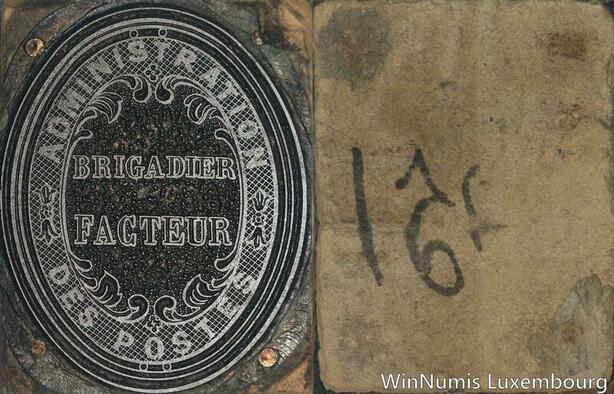 ADMINISTRATION
BRIGADIER
FACTEUR
DES POSTES
WinNumis Luxembourg